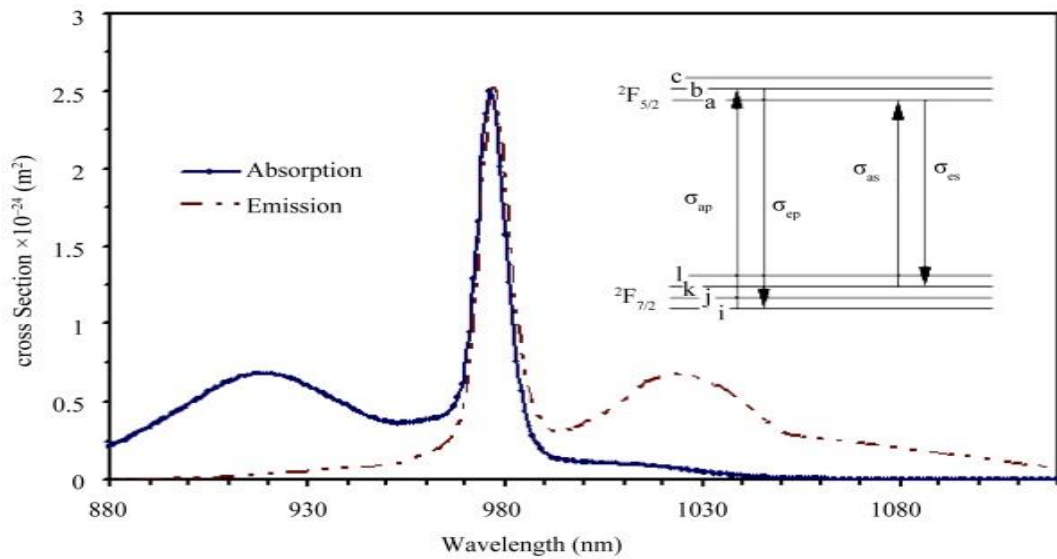 cross Section ×10⁻²⁴ (m²)
3
2.5
2
1.5
1
0.5
0
880
930
980
1030
1080
Wavelength (nm)
Absorption
Emission
²F₅/₂
c
b
a
σap
σep
σas
σes
²F₇/₂
l
k
j
i